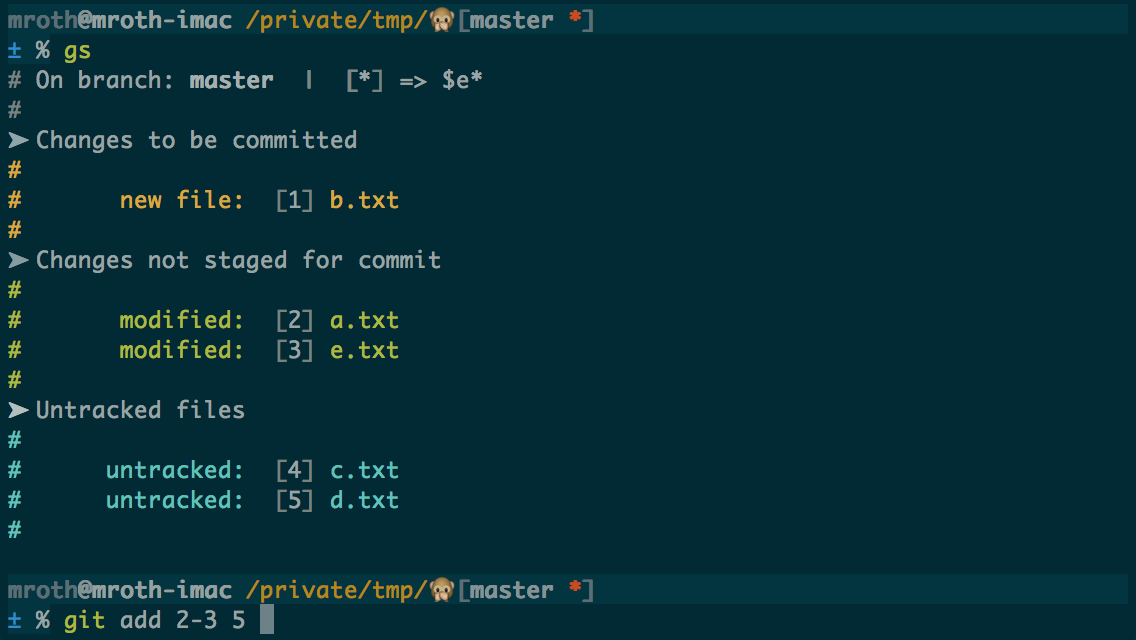 mroth@mroth-imac /private/tmp/🙊[master *]
± % gs
# On branch: master  |  [*] => $e*
#
➤ Changes to be committed
#
#       new file:  [1] b.txt
#
➤ Changes not staged for commit
#
#       modified:  [2] a.txt
#       modified:  [3] e.txt
#
➤ Untracked files
#
#      untracked:  [4] c.txt
#      untracked:  [5] d.txt
#
mroth@mroth-imac /private/tmp/🙊[master *]
± % git add 2-3 5